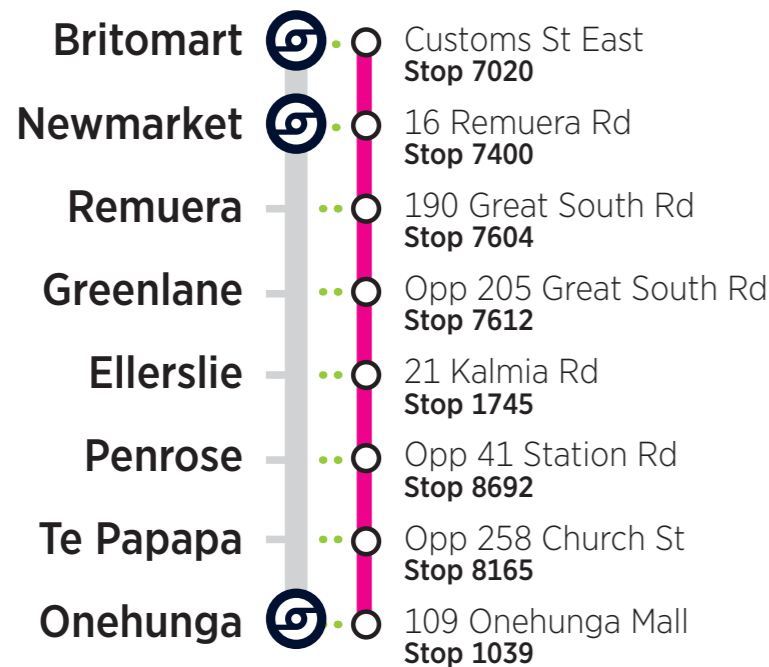 Britomart
Customs St East
Stop 7020
Newmarket
16 Remuera Rd
Stop 7400
Remuera
190 Great South Rd
Stop 7604
Greenlane
Opp 205 Great South Rd
Stop 7612
Ellerslie
21 Kalmia Rd
Stop 1745
Penrose
Opp 41 Station Rd
Stop 8692
Te Papapa
Opp 258 Church St
Stop 8165
Onehunga
109 Onehunga Mall
Stop 1039